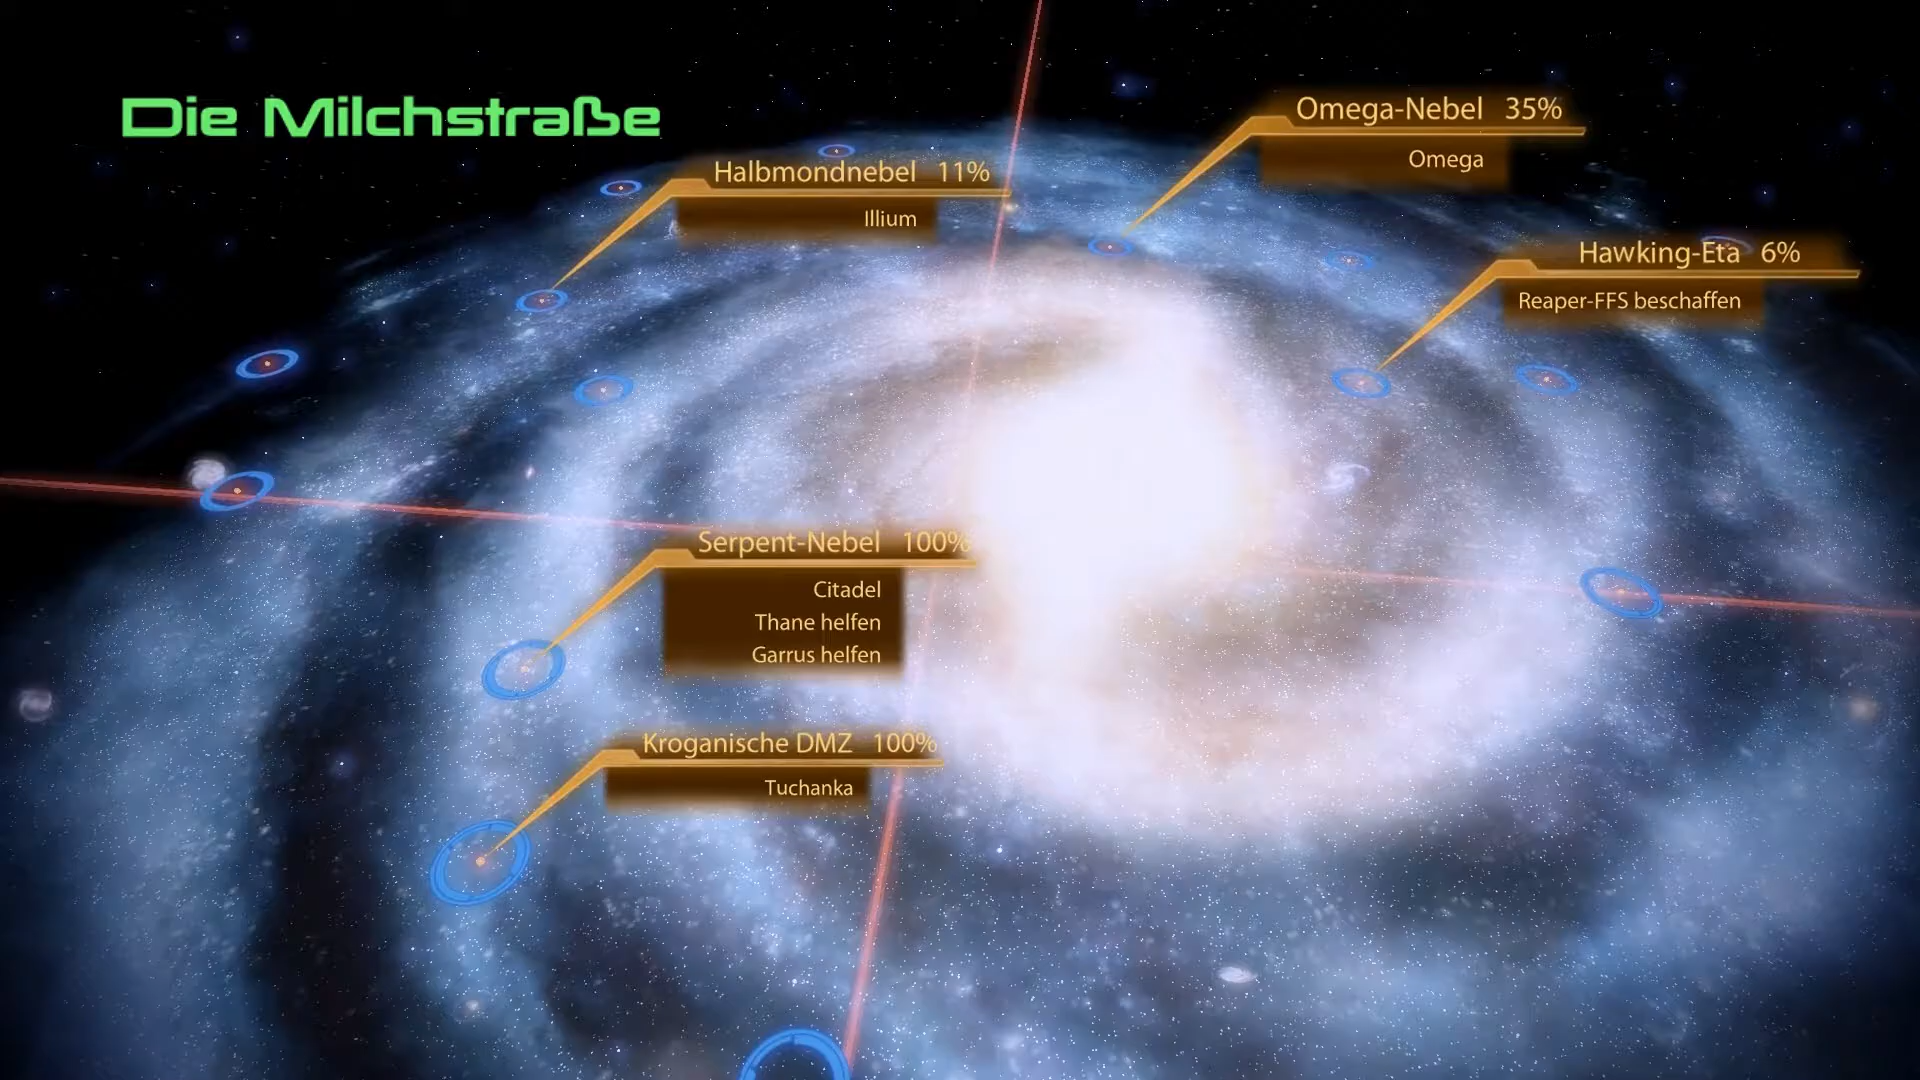 Die Milchstraße
Omega-Nebel 35%
Omega
Halbmondnebel 11%
Illium
Hawking-Eta 6%
Reaper-FFS beschaffen
Serpent-Nebel 100%
Citadel
Thane helfen
Garrus helfen
Kroganische DMZ 100%
Tuchanka